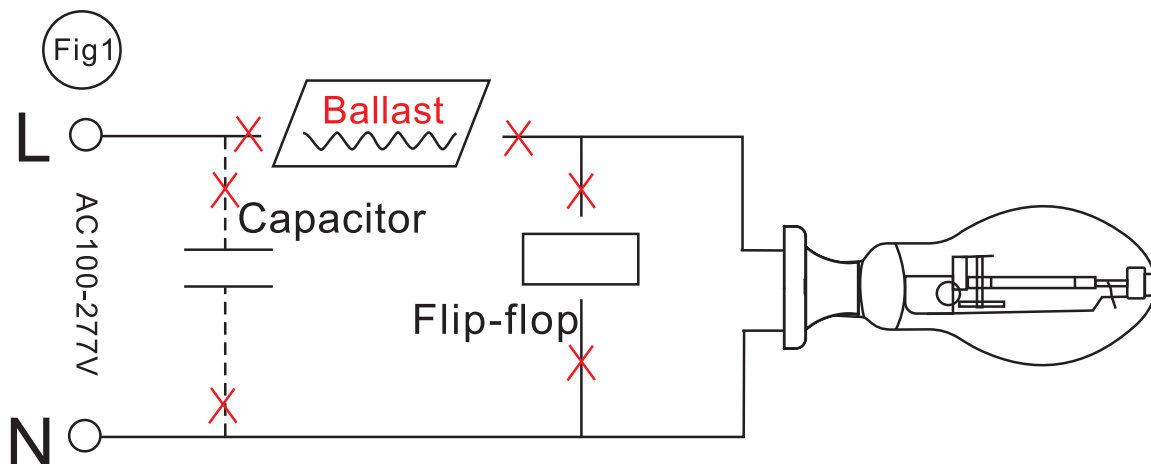 Fig1
L
Ballast
Capacitor
AC100-277V
Flip-flop
N